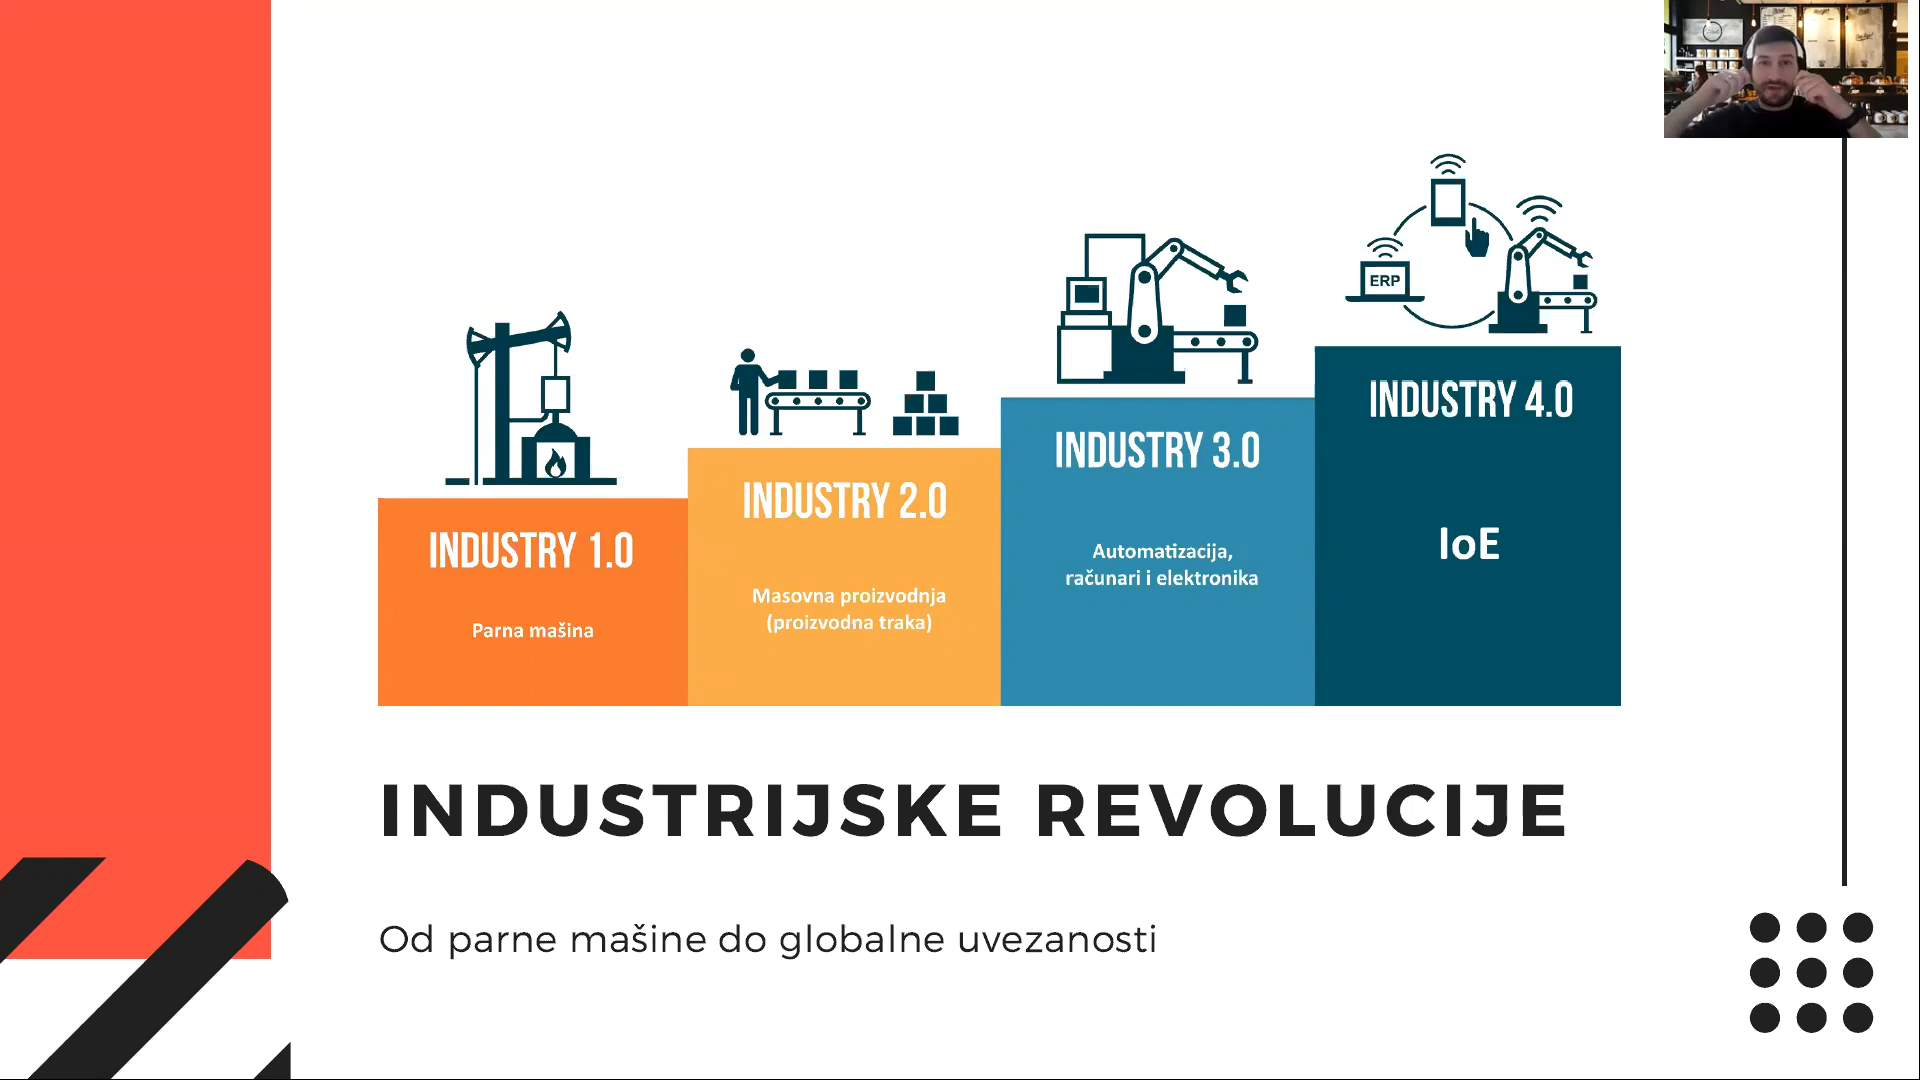 ERP
INDUSTRY 1.0
Parna mašina
INDUSTRY 2.0
Masovna proizvodnja
(proizvodna traka)
INDUSTRY 3.0
Automatizacija,
računari i elektronika
INDUSTRY 4.0
IoE
INDUSTRIJSKE REVOLUCIJE
Od parne mašine do globalne uvezanosti